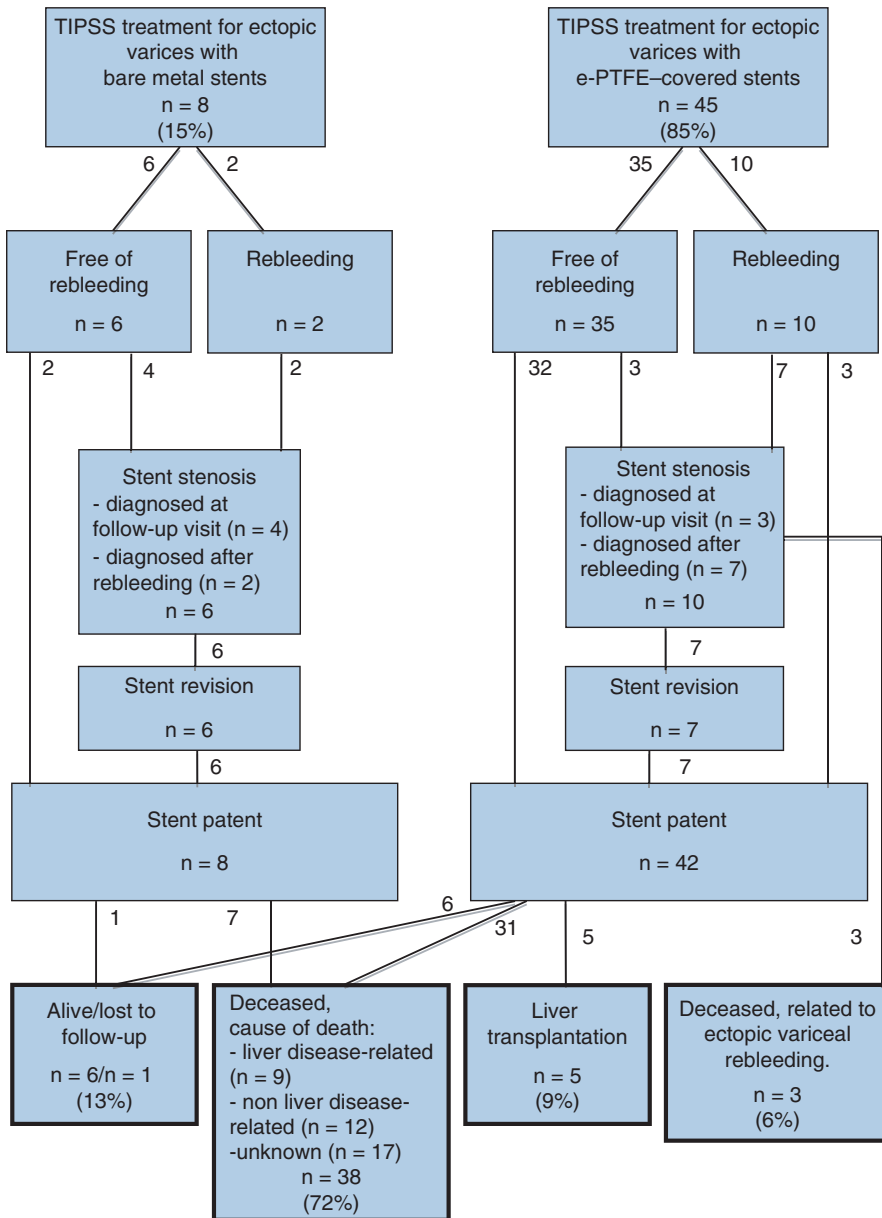 TIPSS treatment for ectopic
varices with
bare metal stents
n = 8
(15%)
TIPSS treatment for ectopic
varices with
e-PTFE–covered stents
n = 45
(85%)
6
2
35
10
Free of
rebleeding
n = 6
Rebleeding
n = 2
Free of
rebleeding
n = 35
Rebleeding
n = 10
2
4
2
32
3
7
3
Stent stenosis
- diagnosed at
follow-up visit (n = 4)
- diagnosed after
rebleeding (n = 2)
n = 6
Stent stenosis
- diagnosed at
follow-up visit (n = 3)
- diagnosed after
rebleeding (n = 7)
n = 10
6
7
Stent revision
n = 6
Stent revision
n = 7
6
7
Stent patent
n = 8
Stent patent
n = 42
1
7
6
31
5
3
Alive/lost to
follow-up
n = 6/n = 1
(13%)
Deceased,
cause of death:
- liver disease-related
(n = 9)
- non liver disease-
related (n = 12)
-unknown (n = 17)
n = 38
(72%)
Liver
transplantation
n = 5
(9%)
Deceased, related to
ectopic variceal
rebleeding.
n = 3
(6%)